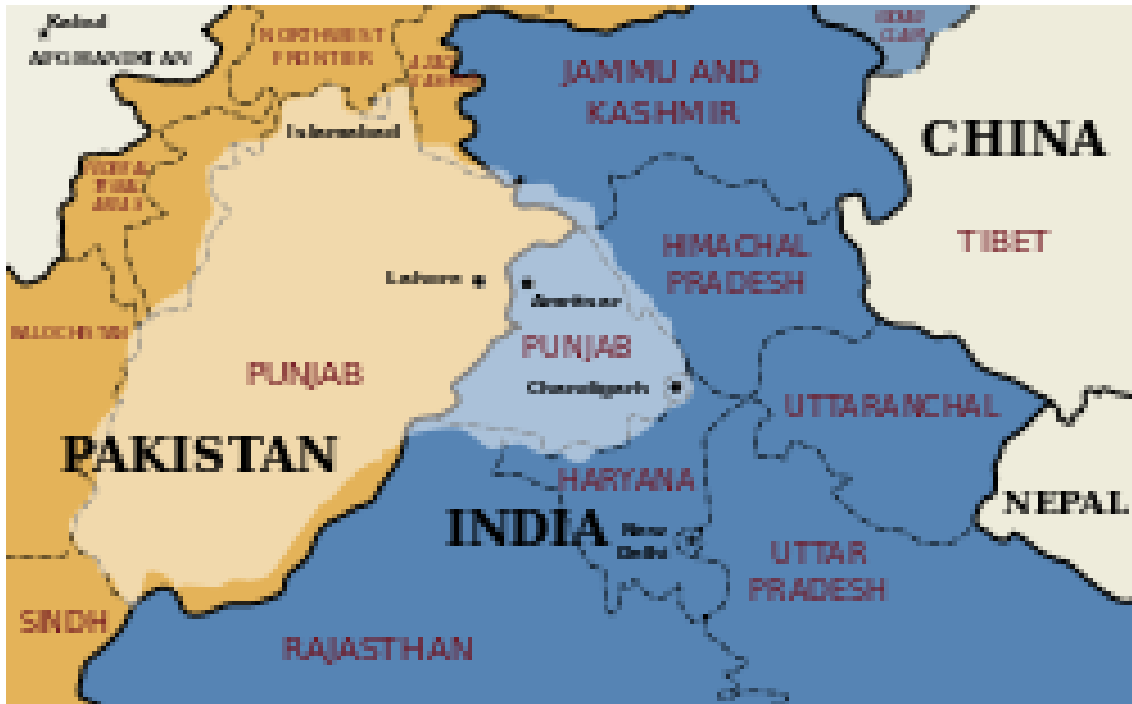 Kabul
AFGHANISTAN
NORTHWEST
FRONTIER
Islamabad
JAMMU AND
KASHMIR
CHINA
TIBET
HIMACHAL
PRADESH
Lahore
Amritsar
PUNJAB
PUNJAB
Chandigarh
BALOCHISTAN
UTTARANCHAL
PAKISTAN
HARYANA
INDIA
New
Delhi
NEPAL
UTTAR
PRADESH
SINDH
RAJASTHAN